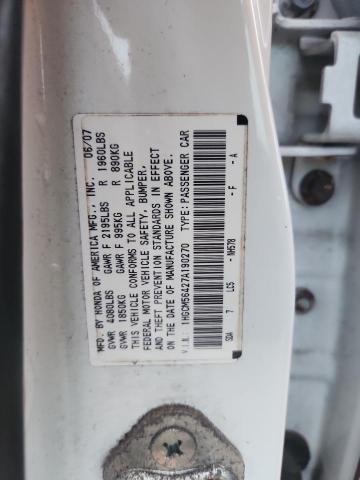 MFD. BY HONDA OF AMERICA MFG., INC. 06/07
GVWR 4080LBS GAWR F 2195LBS R 1960LBS
GVWR 1850KG GAWR F 995KG R 890KG
THIS VEHICLE CONFORMS TO ALL APPLICABLE
FEDERAL MOTOR VEHICLE SAFETY, BUMPER,
AND THEFT PREVENTION STANDARDS IN EFFECT
ON THE DATE OF MANUFACTURE SHOWN ABOVE.
V.I.N.: 1HGCM56427A190270 TYPE: PASSENGER CAR
SDA 7 LCS - NH578 - F - A